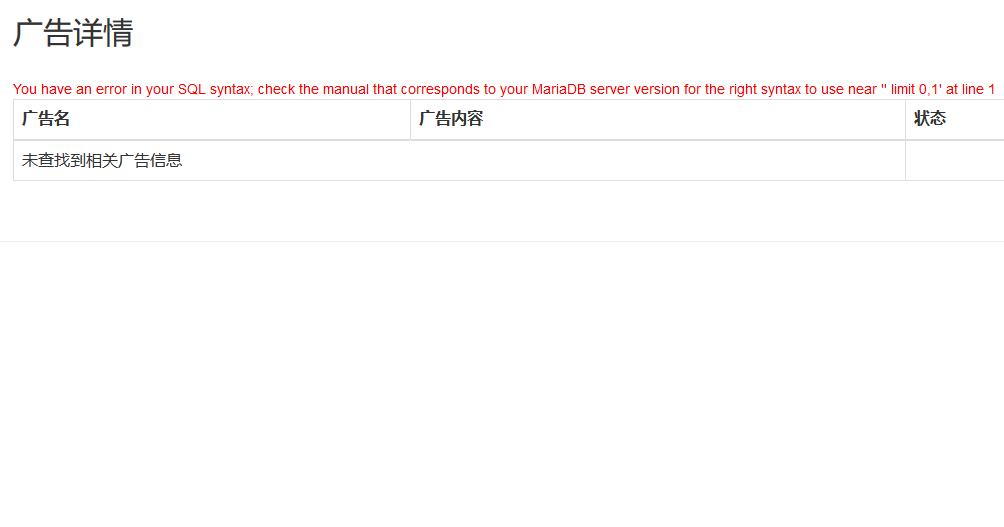 广告详情
You have an error in your SQL syntax; check the manual that corresponds to your MariaDB server version for the right syntax to use near '' limit 0,1' at line 1
广告名 广告内容 状态
未查找到相关广告信息